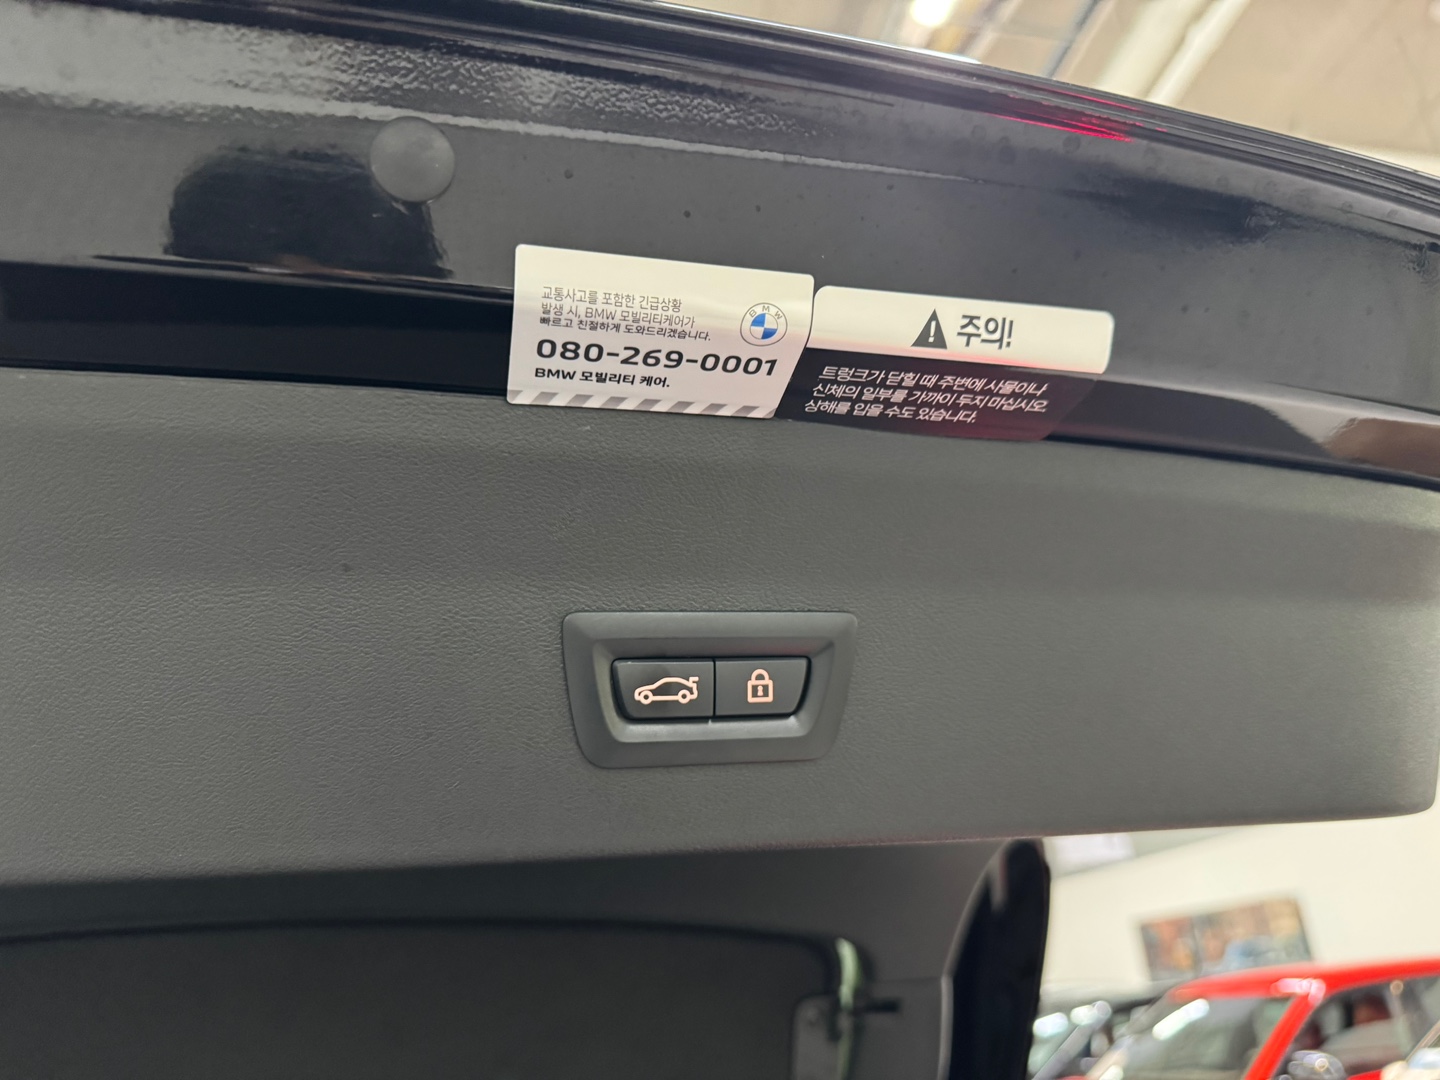 교통사고를 포함한 긴급상황
발생 시, BMW 모빌리티케어가
빠르고 친절하게 도와드리겠습니다.
080-269-0001
BMW 모빌리티 케어.
BMW
주의!
트렁크가 닫힐 때 주변에 사물이나
신체의 일부를 가까이 두지 마십시오.
상해를 입을 수도 있습니다.